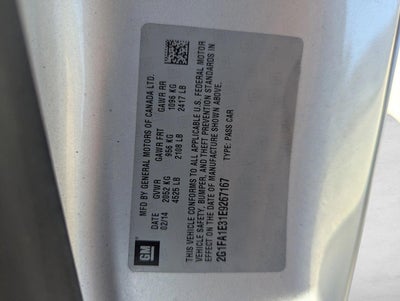 MFD BY GENERAL MOTORS OF CANADA LTD.
DATE GVWR GAWR FRT GAWR RR
02/14 2052 KG 956 KG 1096 KG
4525 LB 2108 LB 2417 LB
THIS VEHICLE CONFORMS TO ALL APPLICABLE U.S. FEDERAL MOTOR
VEHICLE SAFETY, BUMPER, AND THEFT PREVENTION STANDARDS IN
EFFECT ON THE DATE OF MANUFACTURE SHOWN ABOVE.
2G1FA1E31E9267167 TYPE: PASS CAR
GM